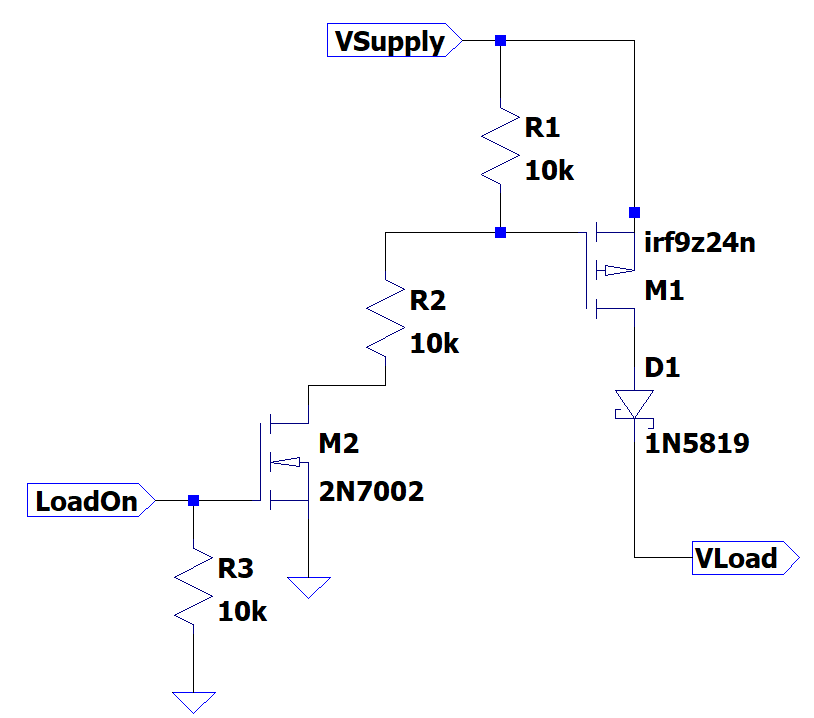 VSupply
R1
10k
irf9z24n
M1
R2
10k
D1
1N5819
M2
2N7002
LoadOn
VLoad
R3
10k